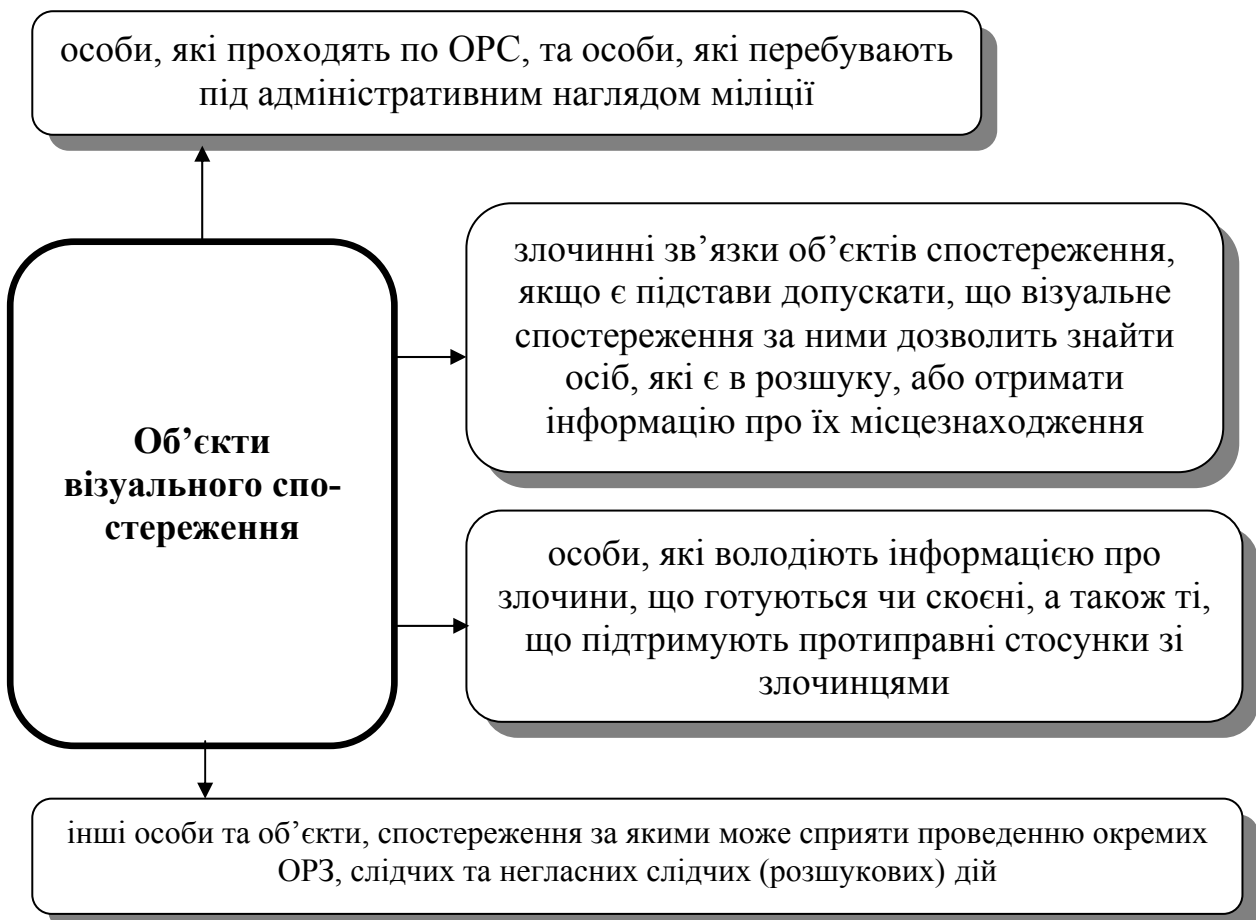 особи, які проходять по ОРС, та особи, які перебувають
під адміністративним наглядом міліції
злочинні зв’язки об’єктів спостереження,
якщо є підстави допускати, що візуальне
спостереження за ними дозволить знайти
осіб, які є в розшуку, або отримати
інформацію про їх місцезнаходження
Об’єкти
візуального спо-
стереження
особи, які володіють інформацією про
злочини, що готуються чи скоєні, а також ті,
що підтримують протиправні стосунки зі
злочинцями
інші особи та об’єкти, спостереження за якими може сприяти проведенню окремих
ОРЗ, слідчих та негласних слідчих (розшукових) дій